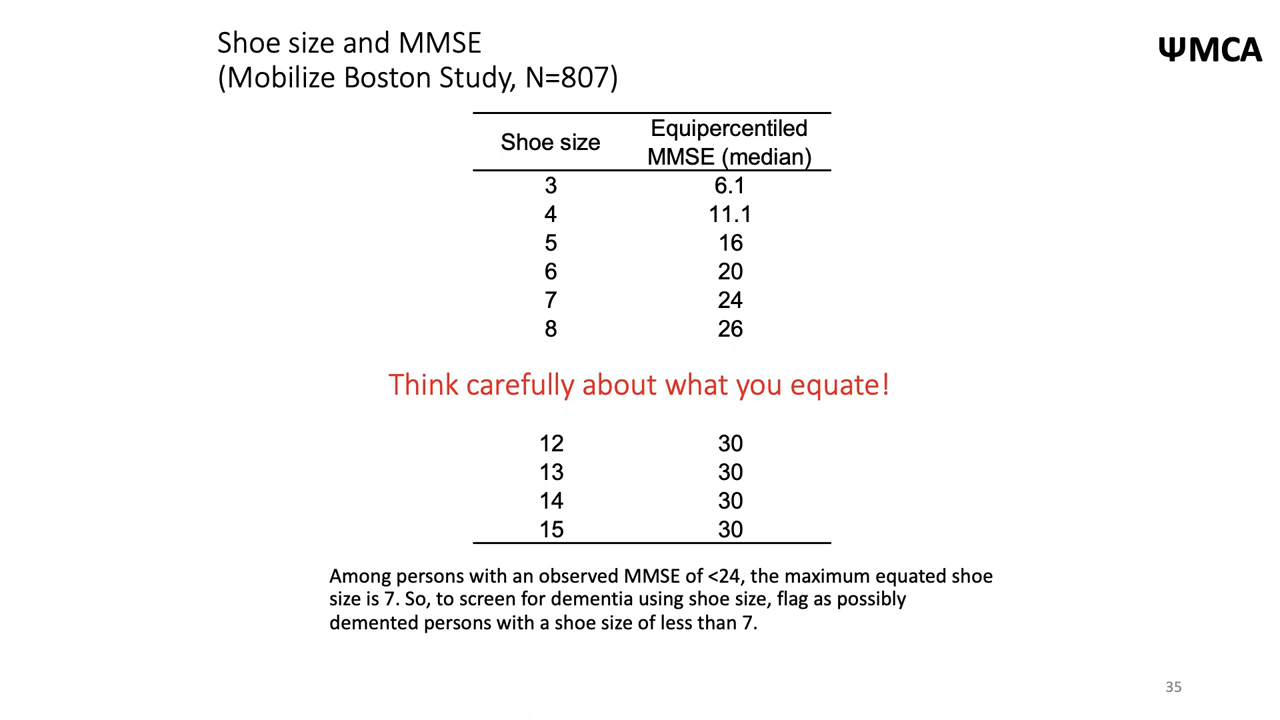 Shoe size and MMSE
(Mobilize Boston Study, N=807)
ΨMCA
Shoe size Equipercentiled MMSE (median)
3 6.1
4 11.1
5 16
6 20
7 24
8 26
Think carefully about what you equate!
12 30
13 30
14 30
15 30
Among persons with an observed MMSE of <24, the maximum equated shoe
size is 7. So, to screen for dementia using shoe size, flag as possibly
demented persons with a shoe size of less than 7.
35